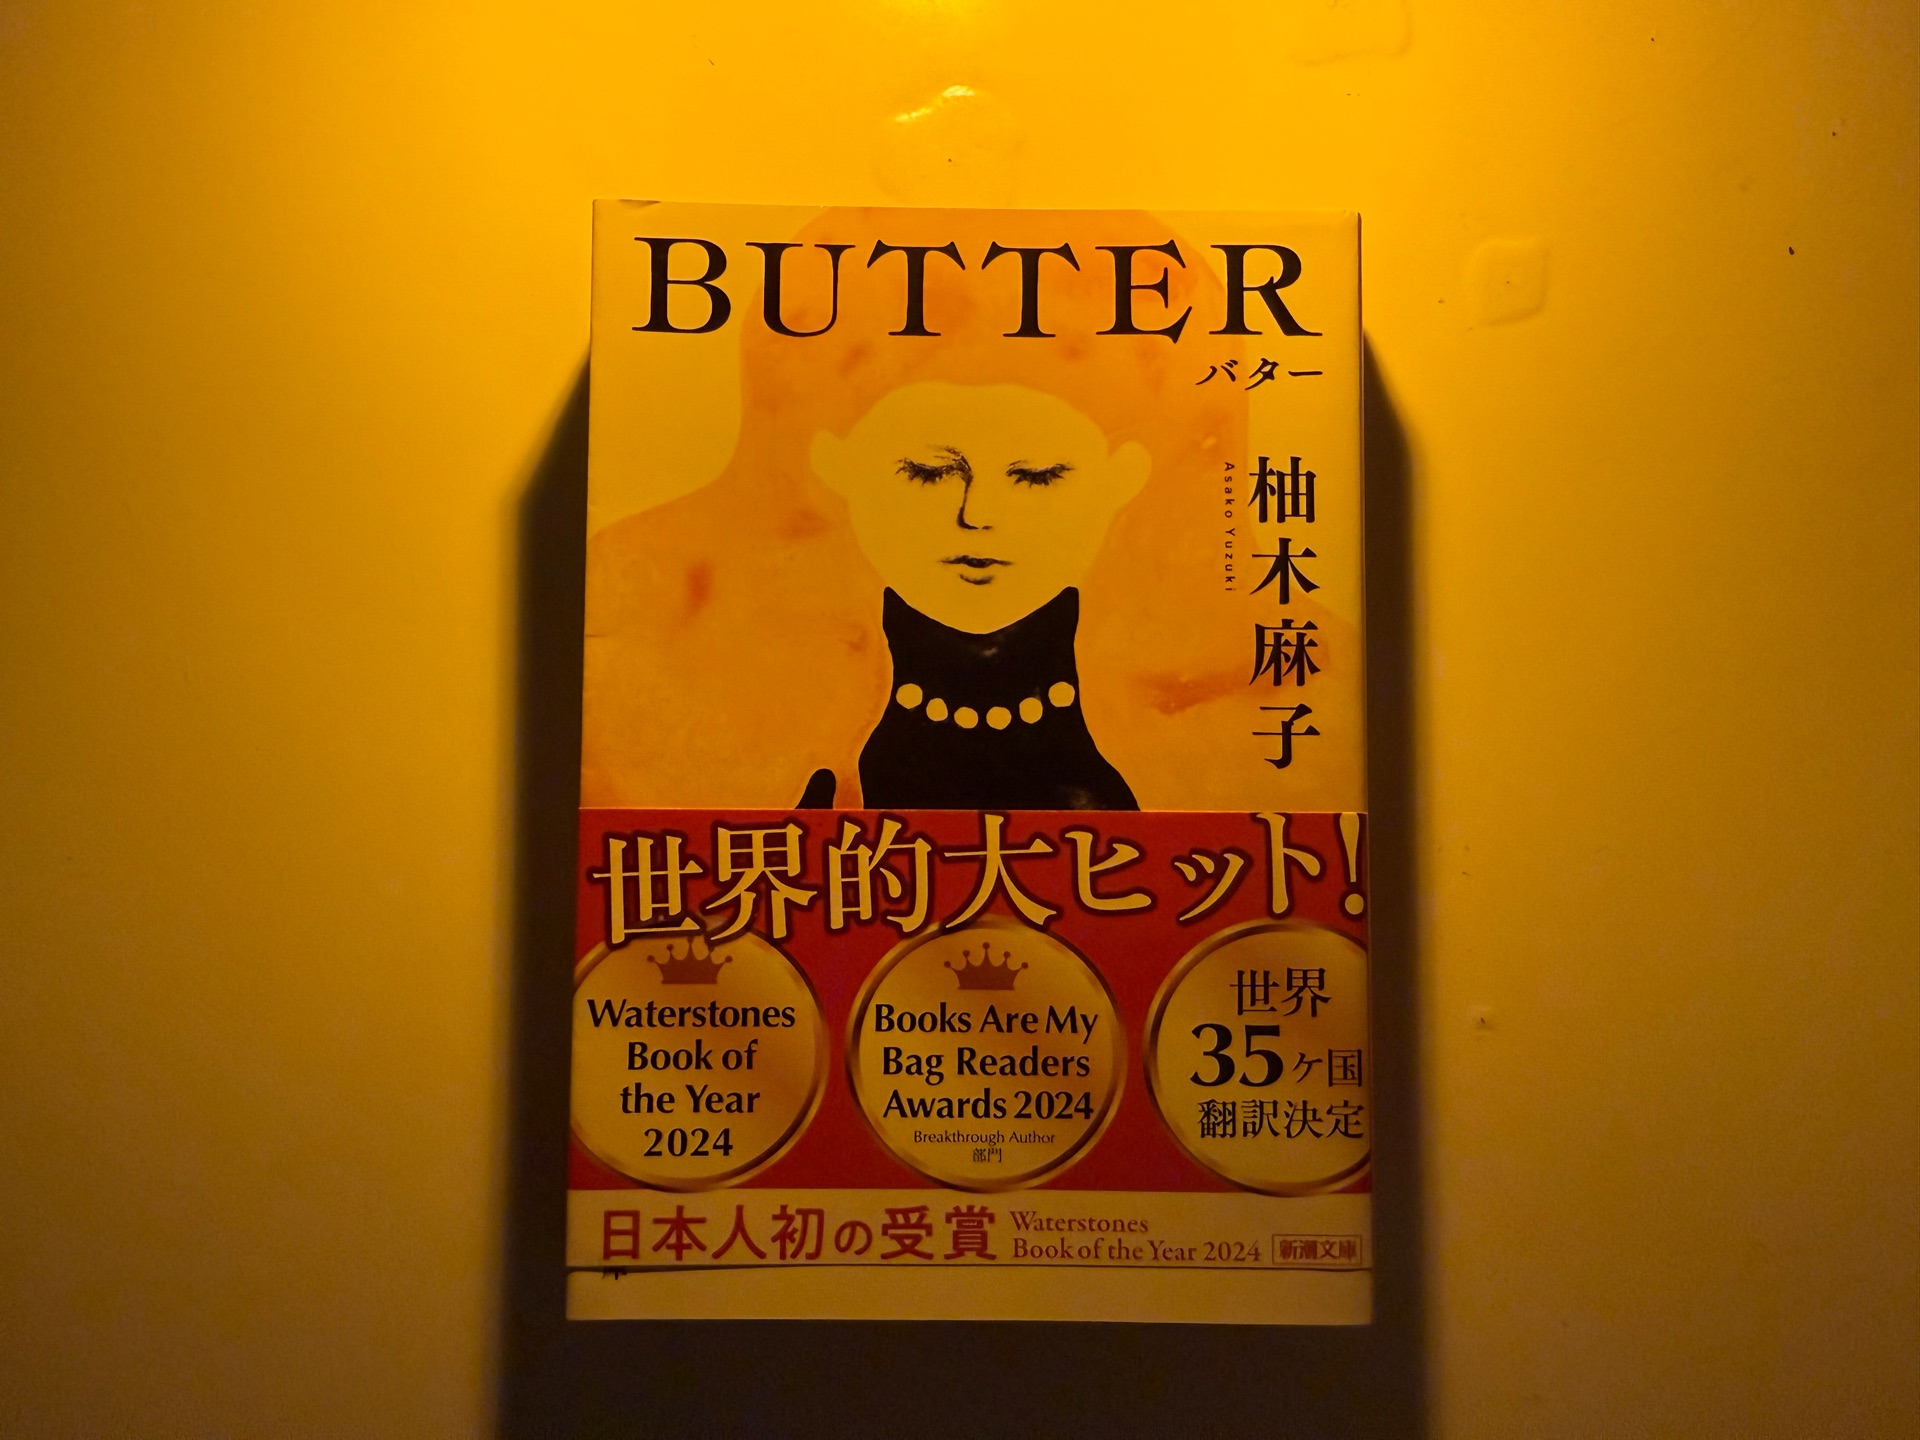 BUTTER
バター
柚木麻子
Asako Yuzuki
世界的大ヒット!
Waterstones
Book of
the Year
2024
Books Are My
Bag Readers
Awards 2024
Breakthrough Author
部門
世界
35ヶ国
翻訳決定
日本人初の受賞
Waterstones
Book of the Year 2024
新潮文庫